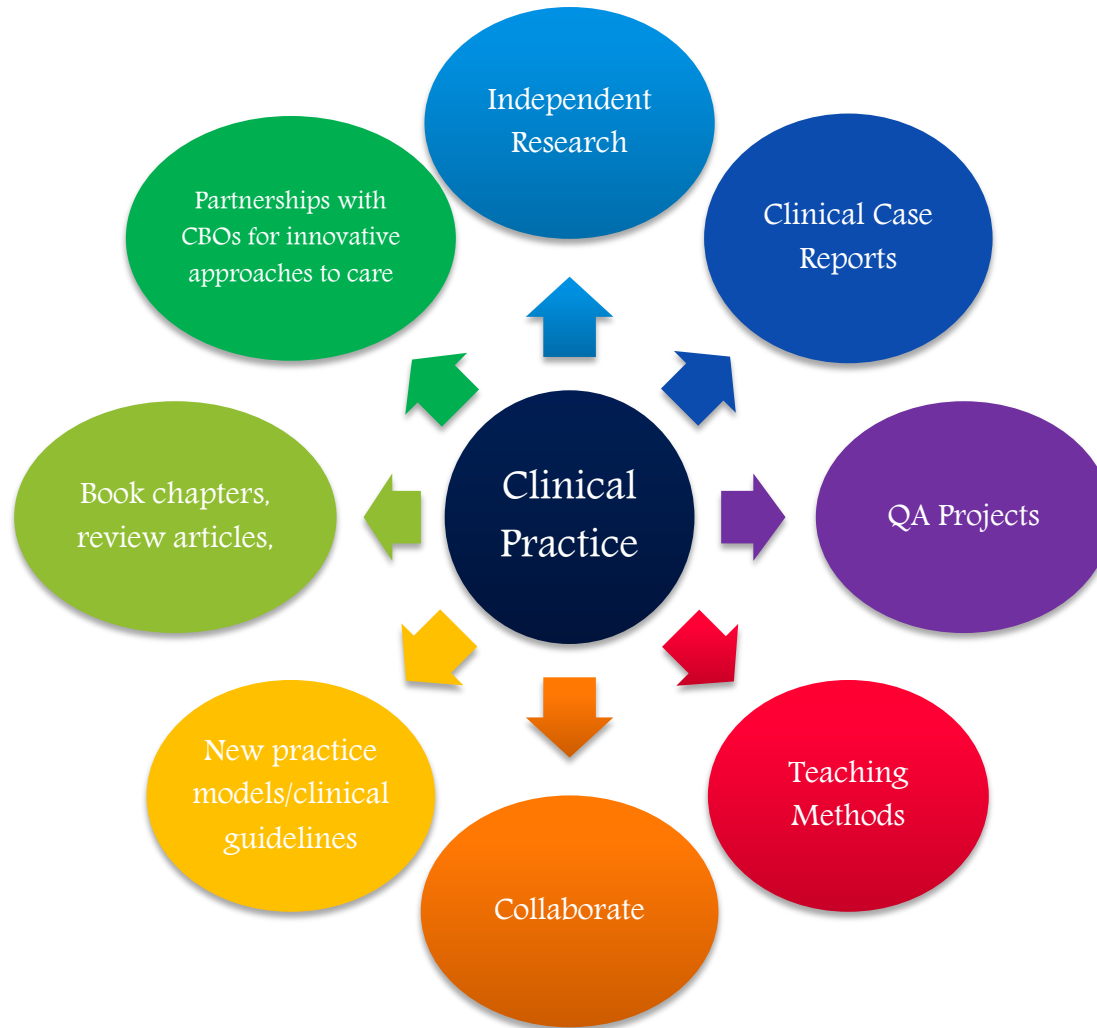 Independent
Research
Clinical Case
Reports
QA Projects
Teaching
Methods
Collaborate
New practice
models/clinical
guidelines
Book chapters,
review articles,
Partnerships with
CBOs for innovative
approaches to care
Clinical
Practice